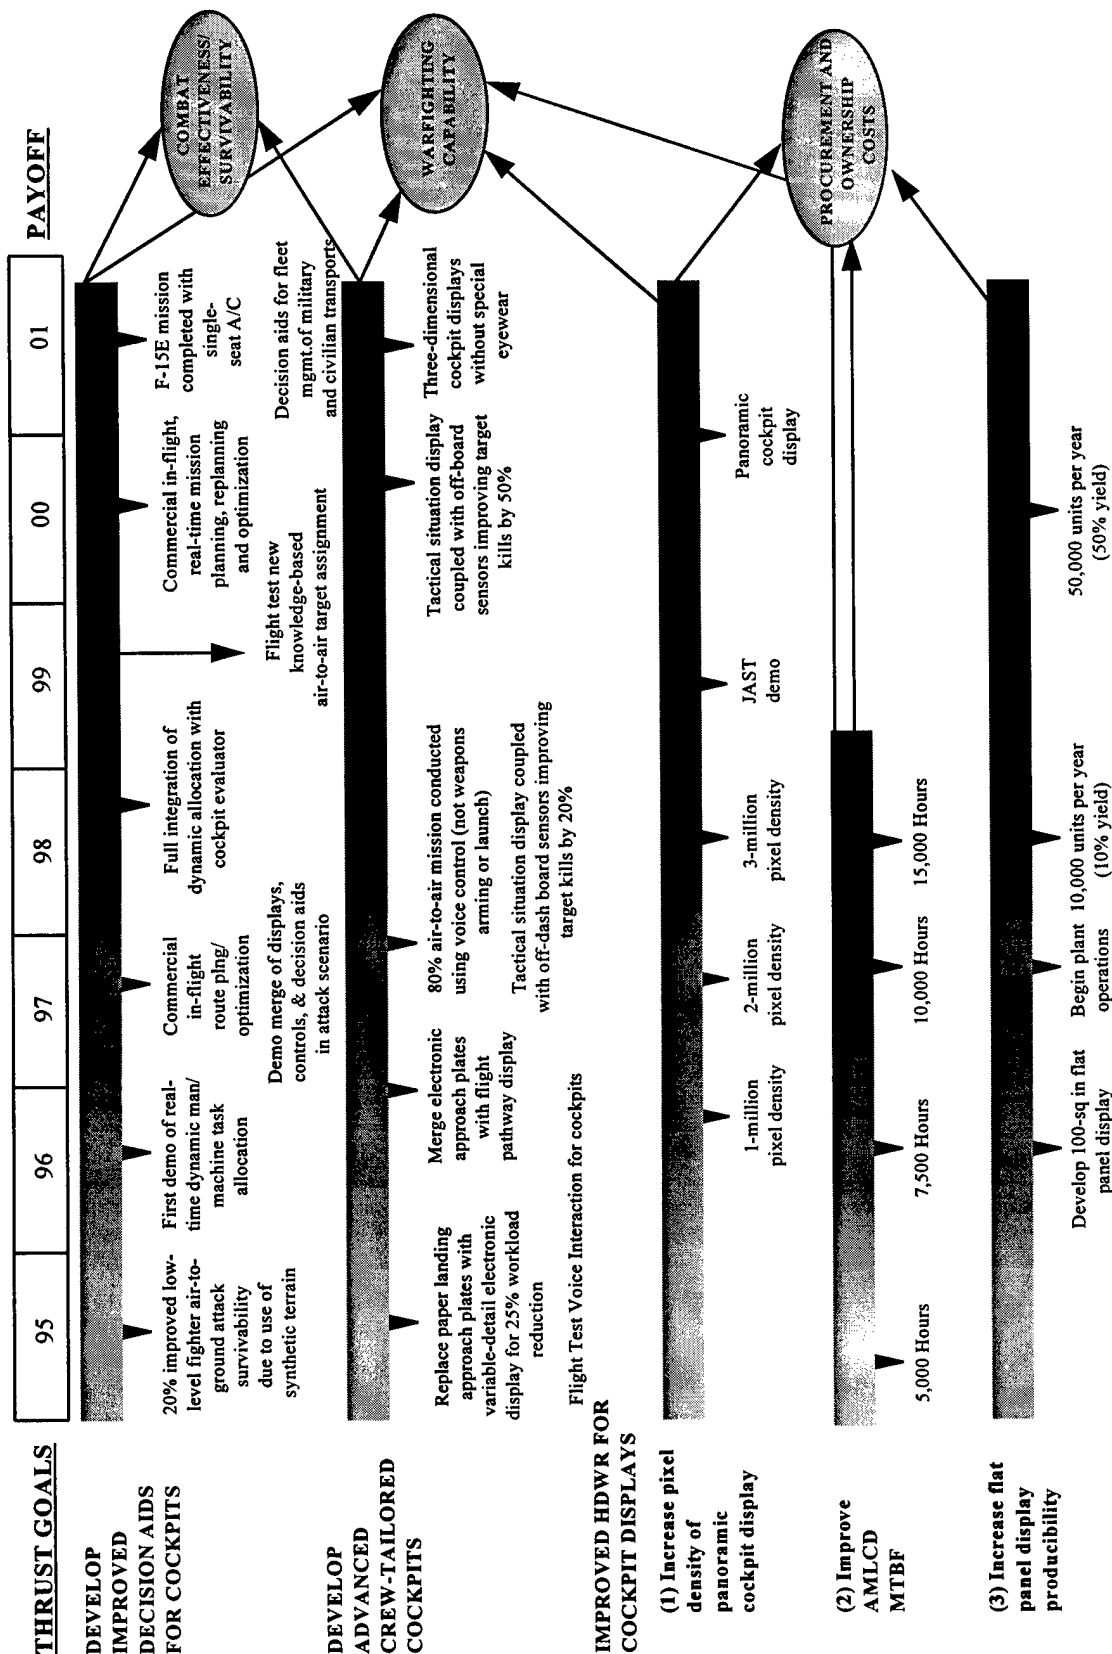 THRUST GOALS
95
96
97
98
99
00
01
PAYOFF
DEVELOP
IMPROVED
DECISION AIDS
FOR COCKPITS
20% improved low-
level fighter air-to-
ground attack
survivability
due to use of
synthetic terrain
First demo of real-
time dynamic man/
machine task
allocation
Commercial
in-flight
route plng/
optimization
Full integration of
dynamic allocation with
cockpit evaluator
Commercial in-flight,
real-time mission
planning, replanning
and optimization
F-15E mission
completed with
single-
seat A/C
Demo merge of displays,
controls, & decision aids
in attack scenario
Flight test new
knowledge-based
air-to-air target assignment
Decision aids for fleet
mgmt.of military
and civilian transports
COMBAT
EFFECTIVENESS/
SURVIVABILITY
DEVELOP
ADVANCED
CREW-TAILORED
COCKPITS
Replace paper landing
approach plates with
variable-detail electronic
display for 25% workload
reduction
Merge electronic
approach plates
with flight
pathway display
80% air-to-air mission conducted
using voice control (not weapons
arming or launch)
Tactical situation display coupled
with off-dash board sensors improving
target kills by 20%
Tactical situation display
coupled with off-board
sensors improving target
kills by 50%
Three-dimensional
cockpit displays
without special
eyewear
WARFIGHTING
CAPABILITY
Flight Test Voice Interaction for cockpits
IMPROVED HDWR FOR
COCKPIT DISPLAYS
(1) Increase pixel
density of
panoramic
cockpit display
1-million
pixel density
2-million
pixel density
3-million
pixel density
JAST
demo
Panoramic
cockpit
display
PROCUREMENT AND
OWNERSHIP
COSTS
(2) Improve
AMLCD
MTBF
5,000 Hours
7,500 Hours
10,000 Hours
15,000 Hours
(3) Increase flat
panel display
producibility
Develop 100-sq in flat
panel display
Begin plant
operations
10,000 units per year
(10% yield)
50,000 units per year
(50% yield)